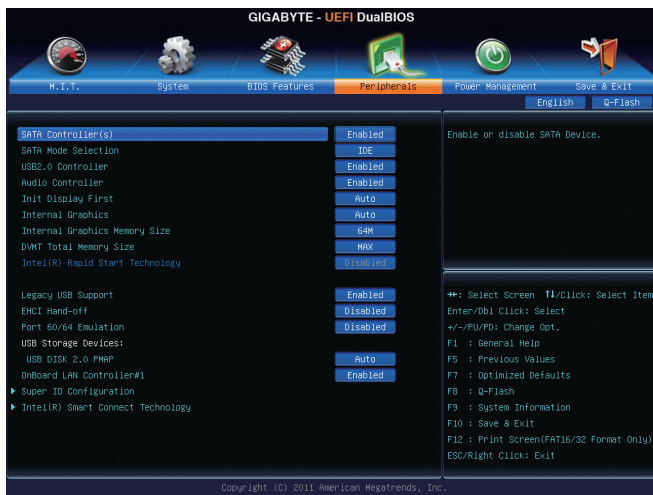 GIGABYTE - UEFI DualBIOS
M.I.T. System BIOS Features Peripherals Power Management Save & Exit
English Q-Flash
SATA Controller(s) Enabled
SATA Mode Selection IDE
USB2.0 Controller Enabled
Audio Controller Enabled
Init Display First Auto
Internal Graphics Auto
Internal Graphics Memory Size 64M
DVMT Total Memory Size MAX
Intel(R) Rapid Start Technology Disabled
Legacy USB Support Enabled
EHCI Hand-off Disabled
Port 60/64 Emulation Disabled
USB Storage Devices:
USB DISK 2.0 PMAP Auto
OnBoard LAN Controller#1 Enabled
Super IO Configuration
Intel(R) Smart Connect Technology
Enable or disable SATA Device.
→←: Select Screen ↑↓/Click: Select Item
Enter/Dbl Click: Select
+/-/PU/PD: Change Opt.
F1 : General Help
F5 : Previous Values
F7 : Optimized Defaults
F8 : Q-Flash
F9 : System Information
F10 : Save & Exit
F12 : Print Screen(FAT16/32 Format Only)
ESC/Right Click: Exit
Copyright (C) 2011 American Megatrends, Inc.